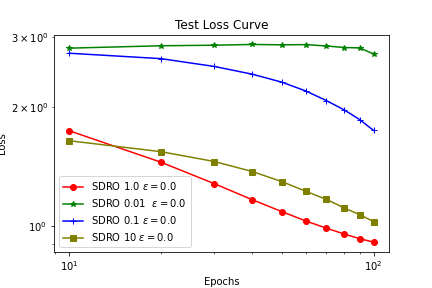 Test Loss Curve
3 × 10⁰
2 × 10⁰
10⁰
Loss
SDRO 1.0 ε = 0.0
SDRO 0.01 ε = 0.0
SDRO 0.1 ε = 0.0
SDRO 10 ε = 0.0
10¹
10²
Epochs